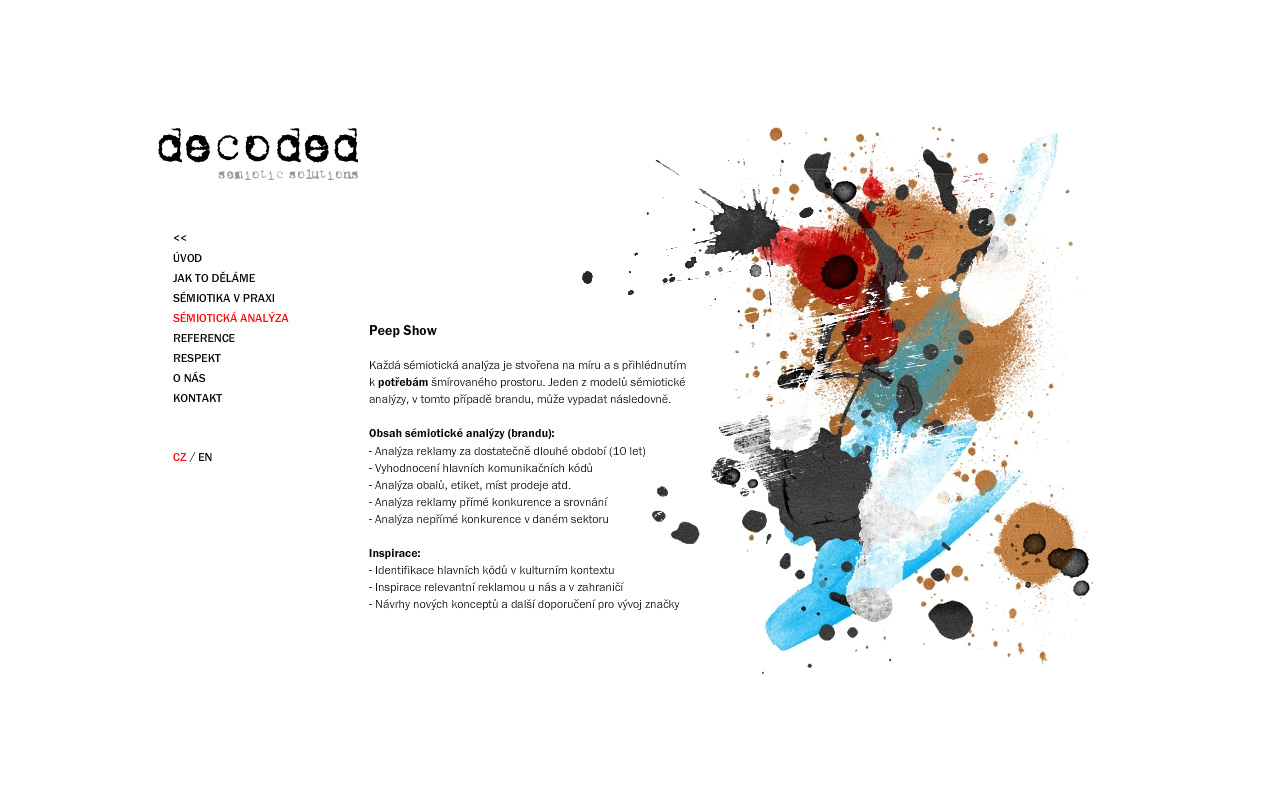 decoded
semiotic solutions
<<
ÚVOD
JAK TO DĚLÁME
SÉMIOTIKA V PRAXI
SÉMIOTICKÁ ANALÝZA
REFERENCE
RESPEKT
O NÁS
KONTAKT
CZ / EN
Peep Show
Každá sémiotická analýza je stvořena na míru a s přihlédnutím
k potřebám šmírovaného prostoru. Jeden z modelů sémiotické
analýzy, v tomto případě brandu, může vypadat následovně.
Obsah sémiotické analýzy (brandu):
- Analýza reklamy za dostatečně dlouhé období (10 let)
- Vyhodnocení hlavních komunikačních kódů
- Analýza obalů, etiket, míst prodeje atd.
- Analýza reklamy přímé konkurence a srovnání
- Analýza nepřímé konkurence v daném sektoru
Inspirace:
- Identifikace hlavních kódů v kulturním kontextu
- Inspirace relevantní reklamou u nás a v zahraničí
- Návrhy nových konceptů a další doporučení pro vývoj značky